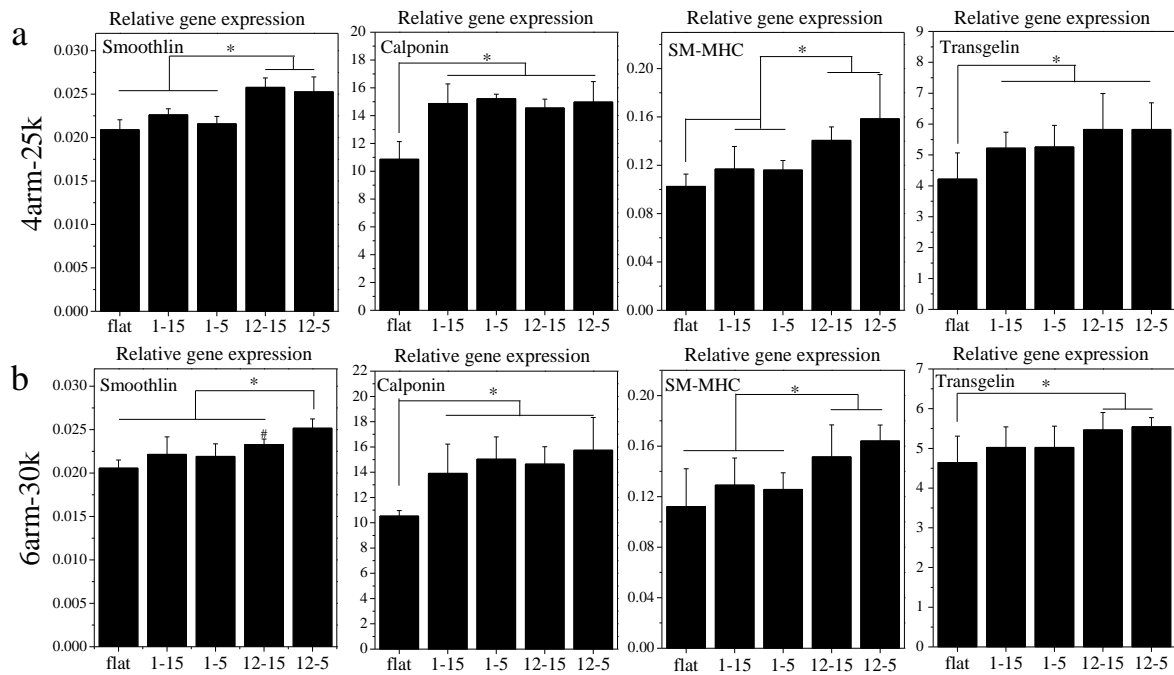 a
4arm-25k
Relative gene expression
Smoothlin
*
0.030
0.025
0.020
0.015
0.010
0.005
0.000
flat 1-15 1-5 12-15 12-5
Relative gene expression
Calponin
*
20
18
16
14
12
10
8
6
4
2
0
flat 1-15 1-5 12-15 12-5
Relative gene expression
SM-MHC
*
0.20
0.16
0.12
0.08
0.04
0.00
flat 1-15 1-5 12-15 12-5
Relative gene expression
Transgelin
*
9
8
7
6
5
4
3
2
1
0
flat 1-15 1-5 12-15 12-5
b
6arm-30k
Relative gene expression
Smoothlin
*
#
0.030
0.025
0.020
0.015
0.010
0.005
0.000
flat 1-15 1-5 12-15 12-5
Relative gene expression
Calponin
*
22
20
18
16
14
12
10
8
6
4
2
0
flat 1-15 1-5 12-15 12-5
Relative gene expression
SM-MHC
*
0.20
0.16
0.12
0.08
0.04
0.00
flat 1-15 1-5 12-15 12-5
Relative gene expression
Transgelin
*
7
6
5
4
3
2
1
0
flat 1-15 1-5 12-15 12-5